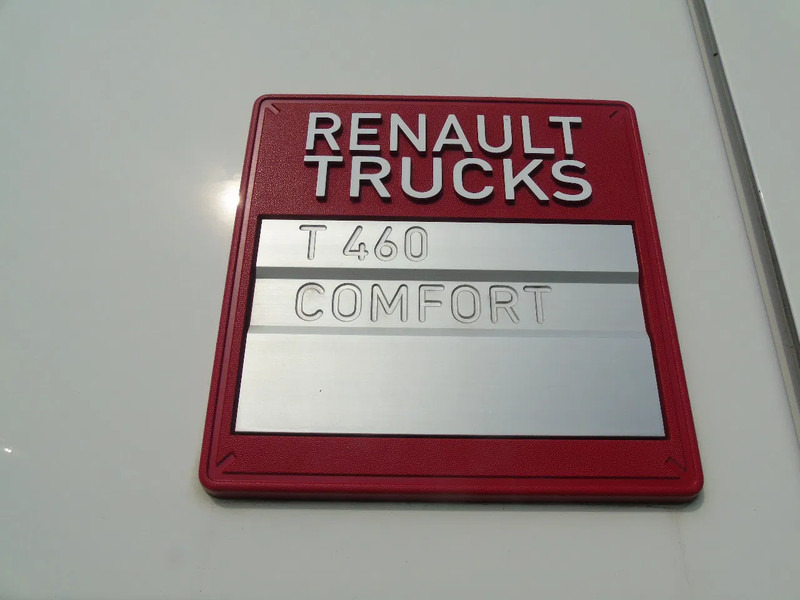 RENAULT
TRUCKS
T 460
COMFORT